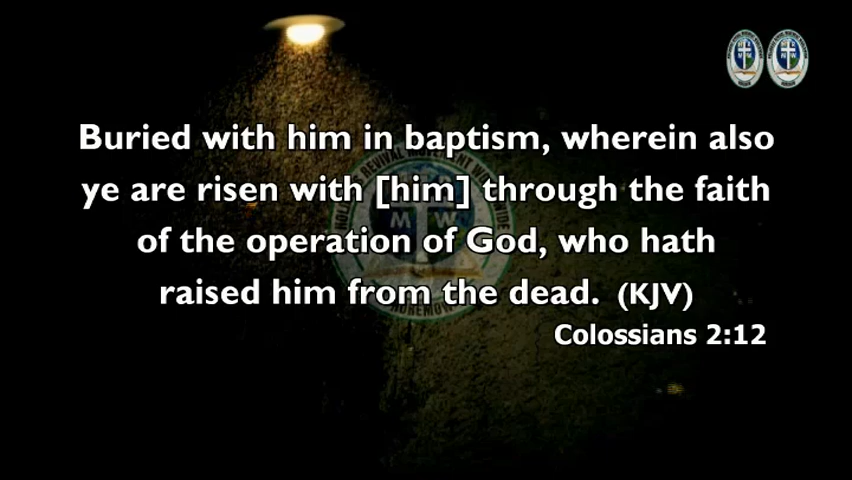 Buried with him in baptism, wherein also
ye are risen with [him] through the faith
of the operation of God, who hath
raised him from the dead. (KJV)
Colossians 2:12